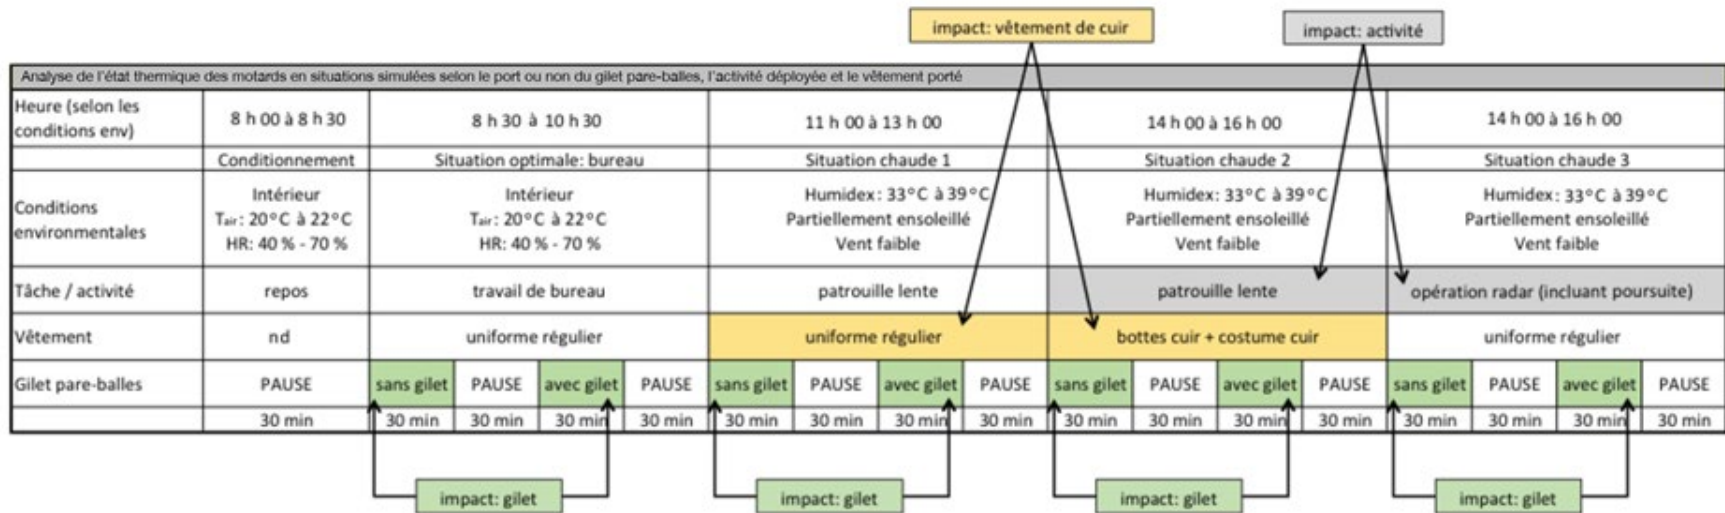 impact: vêtement de cuir
impact: activité
Analyse de l'état thermique des motards en situations simulées selon le port ou non du gilet pare-balles, l'activité déployée et le vêtement porté
Heure (selon les conditions env) 8 h 00 à 8 h 30 8 h 30 à 10 h 30 11 h 00 à 13 h 00 14 h 00 à 16 h 00 14 h 00 à 16 h 00
Conditionnement Situation optimale: bureau Situation chaude 1 Situation chaude 2 Situation chaude 3
Intérieur Intérieur Humidex: 33°C à 39°C Humidex: 33°C à 39°C Humidex: 33°C à 39°C
Conditions environnementales Tair: 20°C à 22°C Tair: 20°C à 22°C Partiellement ensoleillé Partiellement ensoleillé Partiellement ensoleillé
HR: 40 % - 70 % HR: 40 % - 70 % Vent faible Vent faible Vent faible
Tâche / activité repos travail de bureau patrouille lente patrouille lente opération radar (incluant poursuite)
Vêtement nd uniforme régulier uniforme régulier bottes cuir + costume cuir uniforme régulier
Gilet pare-balles PAUSE sans gilet PAUSE avec gilet PAUSE sans gilet PAUSE avec gilet PAUSE sans gilet PAUSE avec gilet PAUSE sans gilet PAUSE avec gilet PAUSE
30 min 30 min 30 min 30 min 30 min 30 min 30 min 30 min 30 min 30 min 30 min 30 min 30 min 30 min 30 min 30 min 30 min
impact: gilet impact: gilet impact: gilet impact: gilet